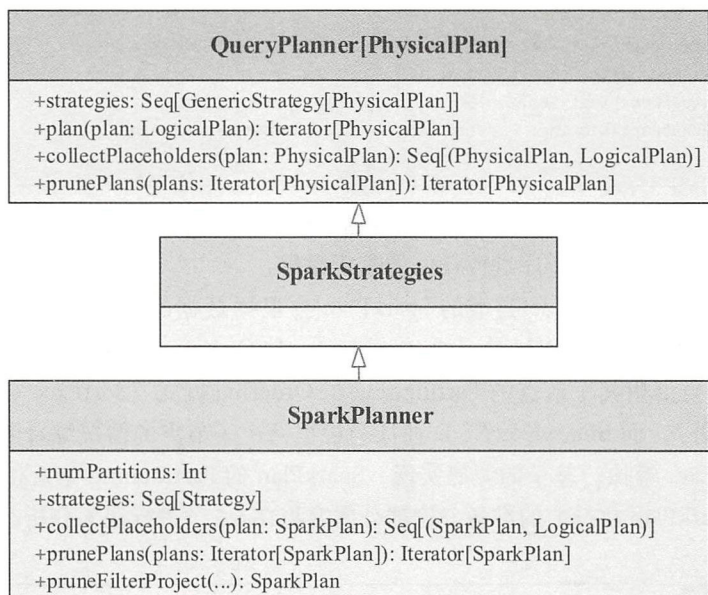 QueryPlanner[PhysicalPlan]
+strategies: Seq[GenericStrategy[PhysicalPlan]]
+plan(plan: LogicalPlan): Iterator[PhysicalPlan]
+collectPlaceholders(plan: PhysicalPlan): Seq[(PhysicalPlan, LogicalPlan)]
+prunePlans(plans: Iterator[PhysicalPlan]): Iterator[PhysicalPlan]
SparkStrategies
SparkPlanner
+numPartitions: Int
+strategies: Seq[Strategy]
+collectPlaceholders(plan: SparkPlan): Seq[(SparkPlan, LogicalPlan)]
+prunePlans(plans: Iterator[SparkPlan]): Iterator[SparkPlan]
+pruneFilterProject(...): SparkPlan